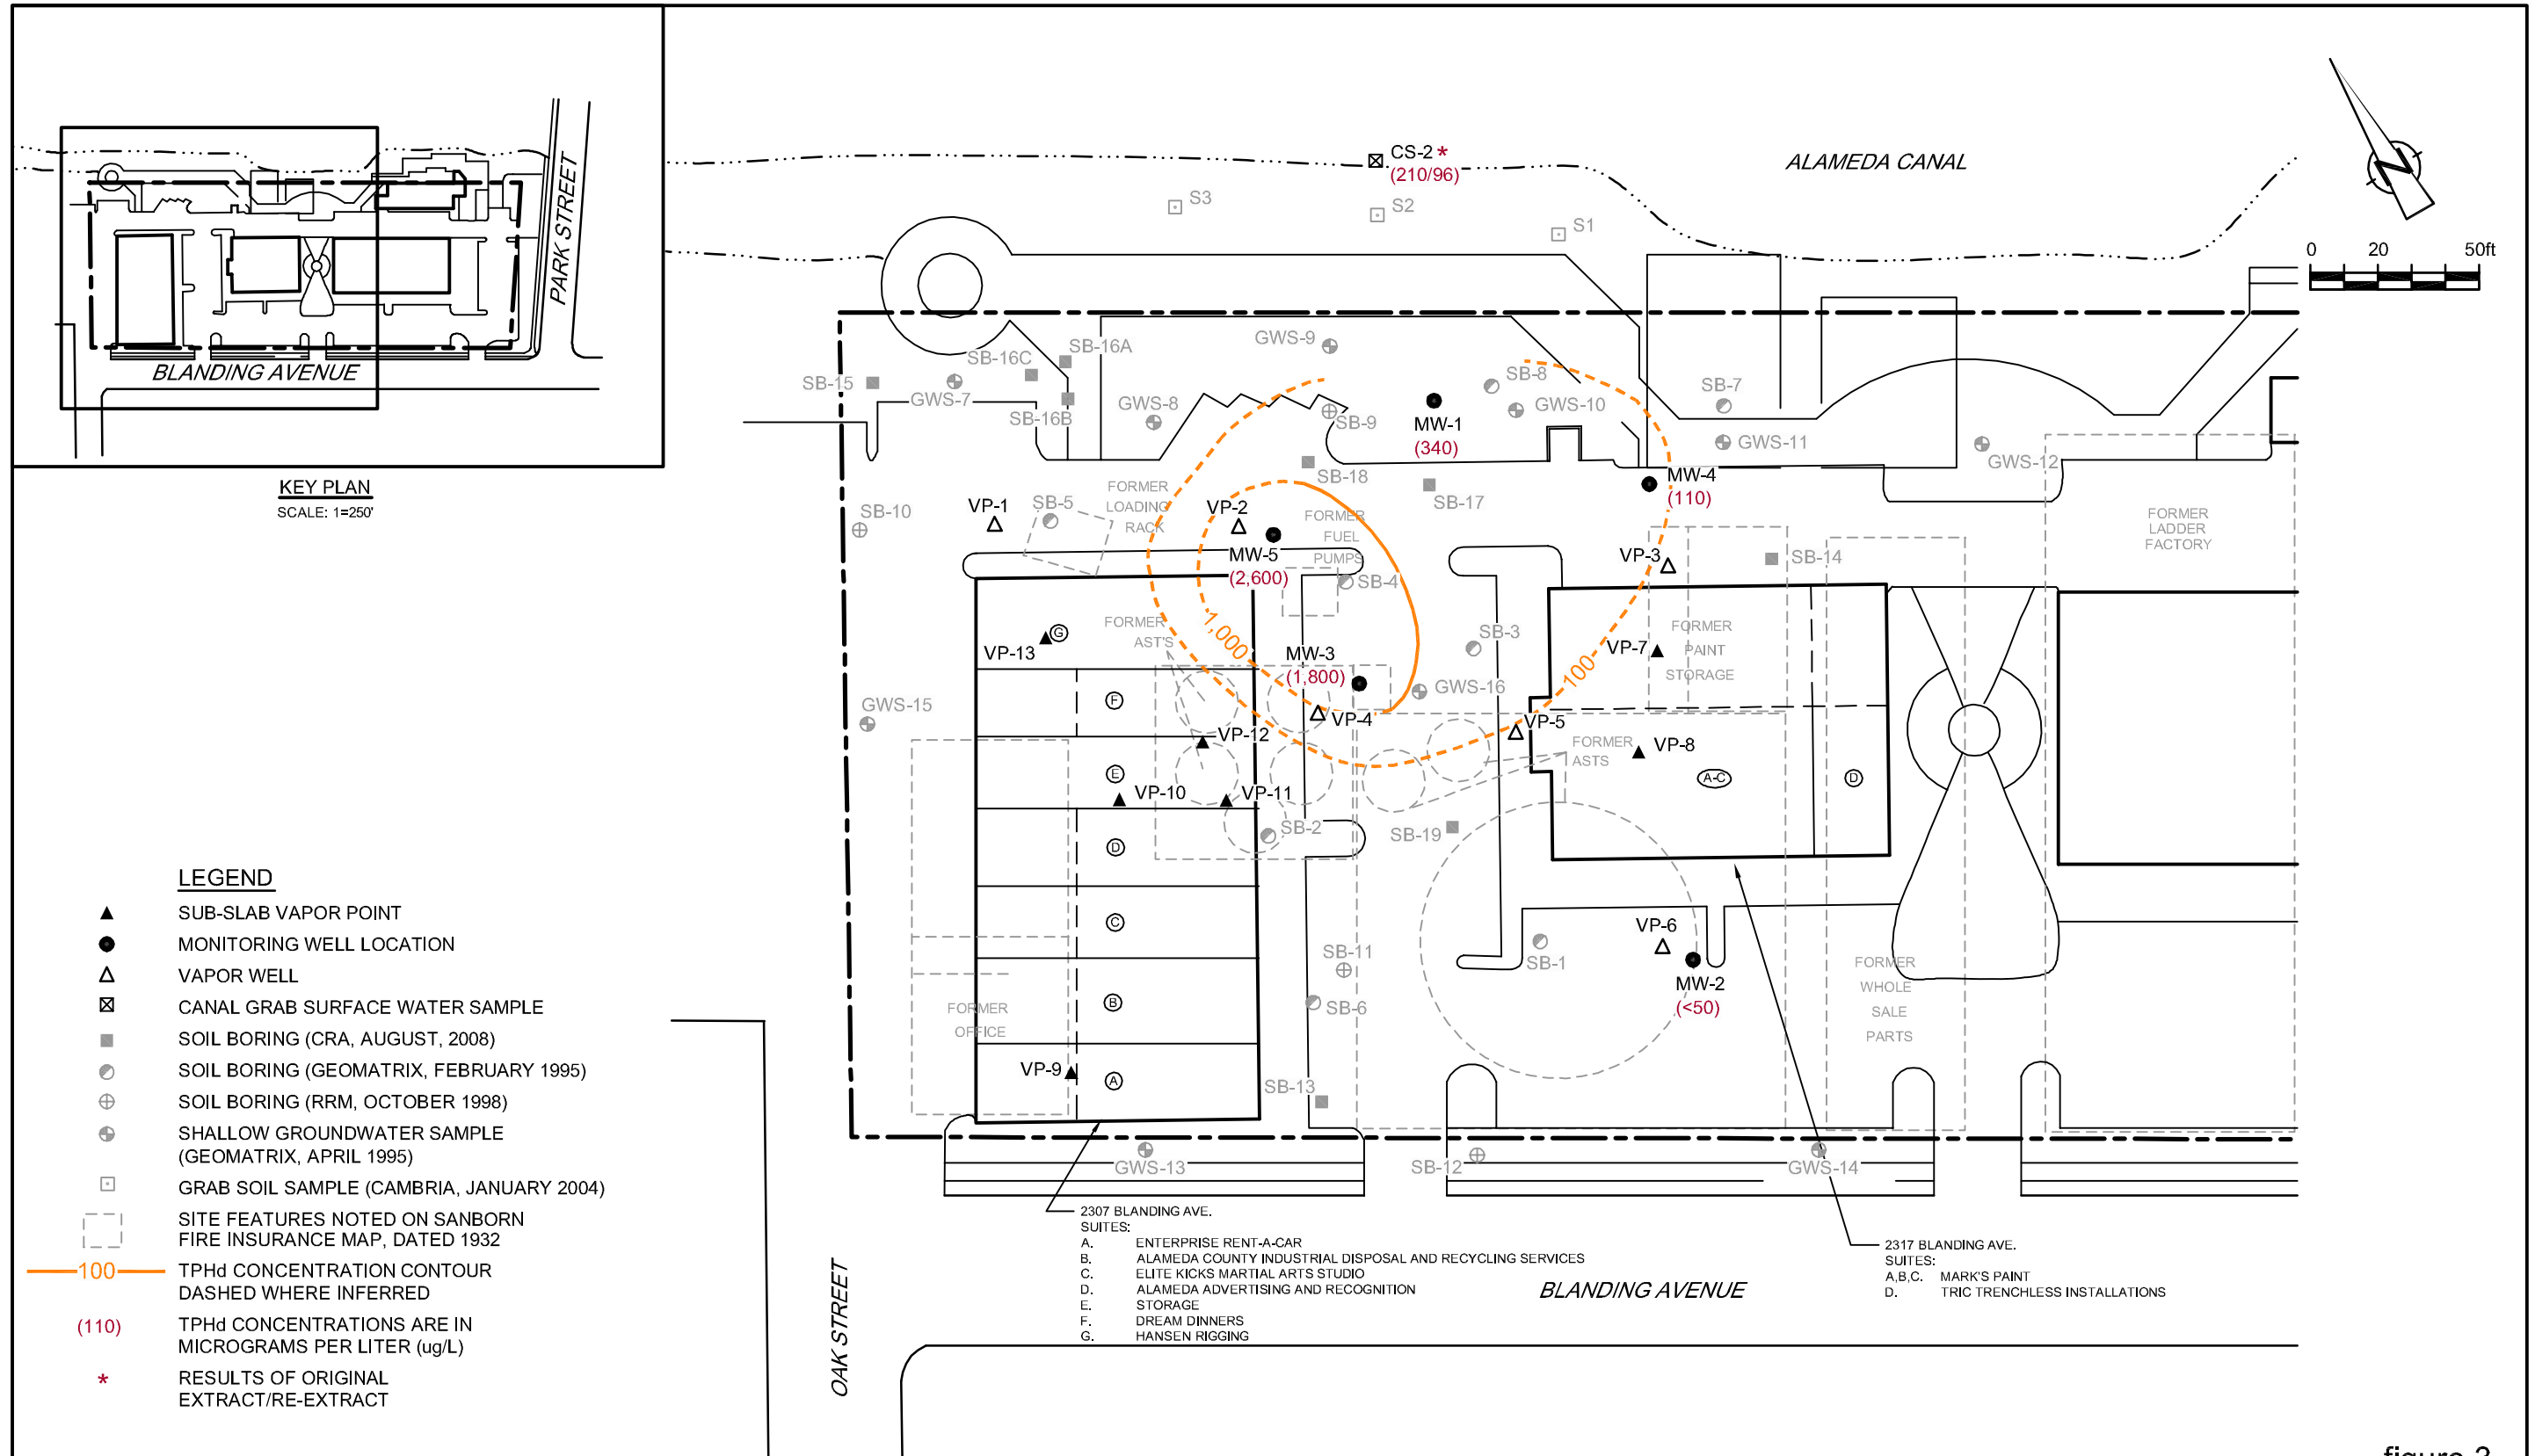 PARK STREET
BLANDING AVENUE
KEY PLAN
SCALE: 1=250'
CS-2 *
(210/96)
ALAMEDA CANAL
N
0 20 50ft
S3
S2
S1
GWS-9
SB-16A
SB-16C
SB-15
GWS-7
SB-16B
GWS-8
SB-9
SB-8
GWS-10
MW-1
(340)
SB-7
GWS-11
GWS-12
SB-18
SB-17
MW-4
(110)
SB-10
VP-1
SB-5
FORMER
LOADING
RACK
VP-2
MW-5
(2,600)
FORMER
FUEL
PUMPS
SB-4
VP-3
SB-14
FORMER
LADDER
FACTORY
VP-13
G
FORMER
AST'S
1,000
MW-3
(1,800)
SB-3
GWS-16
100
VP-7
FORMER
PAINT
STORAGE
GWS-15
F
VP-12
VP-4
VP-5
FORMER
ASTS
VP-8
A-C
D
E
VP-10
VP-11
SB-2
SB-19
D
C
B
FORMER
OFFICE
VP-9
A
SB-11
SB-6
SB-13
SB-1
VP-6
MW-2
(<50)
FORMER
WHOLE
SALE
PARTS
GWS-13
SB-12
GWS-14
LEGEND
SUB-SLAB VAPOR POINT
MONITORING WELL LOCATION
VAPOR WELL
CANAL GRAB SURFACE WATER SAMPLE
SOIL BORING (CRA, AUGUST, 2008)
SOIL BORING (GEOMATRIX, FEBRUARY 1995)
SOIL BORING (RRM, OCTOBER 1998)
SHALLOW GROUNDWATER SAMPLE
(GEOMATRIX, APRIL 1995)
GRAB SOIL SAMPLE (CAMBRIA, JANUARY 2004)
SITE FEATURES NOTED ON SANBORN
FIRE INSURANCE MAP, DATED 1932
100 TPHd CONCENTRATION CONTOUR
DASHED WHERE INFERRED
(110) TPHd CONCENTRATIONS ARE IN
MICROGRAMS PER LITER (ug/L)
* RESULTS OF ORIGINAL
EXTRACT/RE-EXTRACT
OAK STREET
2307 BLANDING AVE.
SUITES:
A. ENTERPRISE RENT-A-CAR
B. ALAMEDA COUNTY INDUSTRIAL DISPOSAL AND RECYCLING SERVICES
C. ELITE KICKS MARTIAL ARTS STUDIO
D. ALAMEDA ADVERTISING AND RECOGNITION
E. STORAGE
F. DREAM DINNERS
G. HANSEN RIGGING
BLANDING AVENUE
2317 BLANDING AVE.
SUITES:
A,B,C. MARK'S PAINT
D. TRIC TRENCHLESS INSTALLATIONS